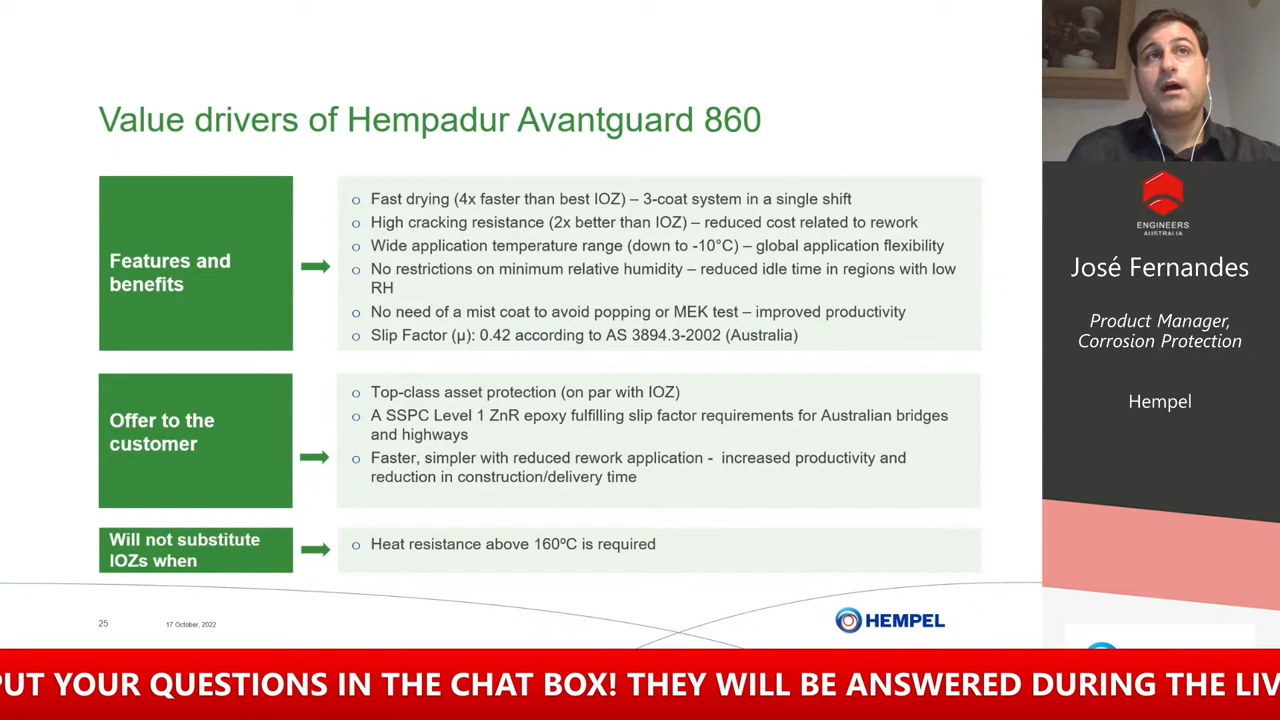 Value drivers of Hempadur Avantguard 860
Features and
benefits
o Fast drying (4x faster than best IOZ) – 3-coat system in a single shift
o High cracking resistance (2x better than IOZ) – reduced cost related to rework
o Wide application temperature range (down to -10°C) – global application flexibility
o No restrictions on minimum relative humidity – reduced idle time in regions with low
RH
o No need of a mist coat to avoid popping or MEK test – improved productivity
o Slip Factor (μ): 0.42 according to AS 3894.3-2002 (Australia)
Offer to the
customer
o Top-class asset protection (on par with IOZ)
o A SSPC Level 1 ZnR epoxy fulfilling slip factor requirements for Australian bridges
and highways
o Faster, simpler with reduced rework application - increased productivity and
reduction in construction/delivery time
Will not substitute
IOZs when
o Heat resistance above 160ºC is required
25
17 October, 2022
HEMPEL
ENGINEERS
AUSTRALIA
José Fernandes
Product Manager,
Corrosion Protection
Hempel
PUT YOUR QUESTIONS IN THE CHAT BOX! THEY WILL BE ANSWERED DURING THE LIV